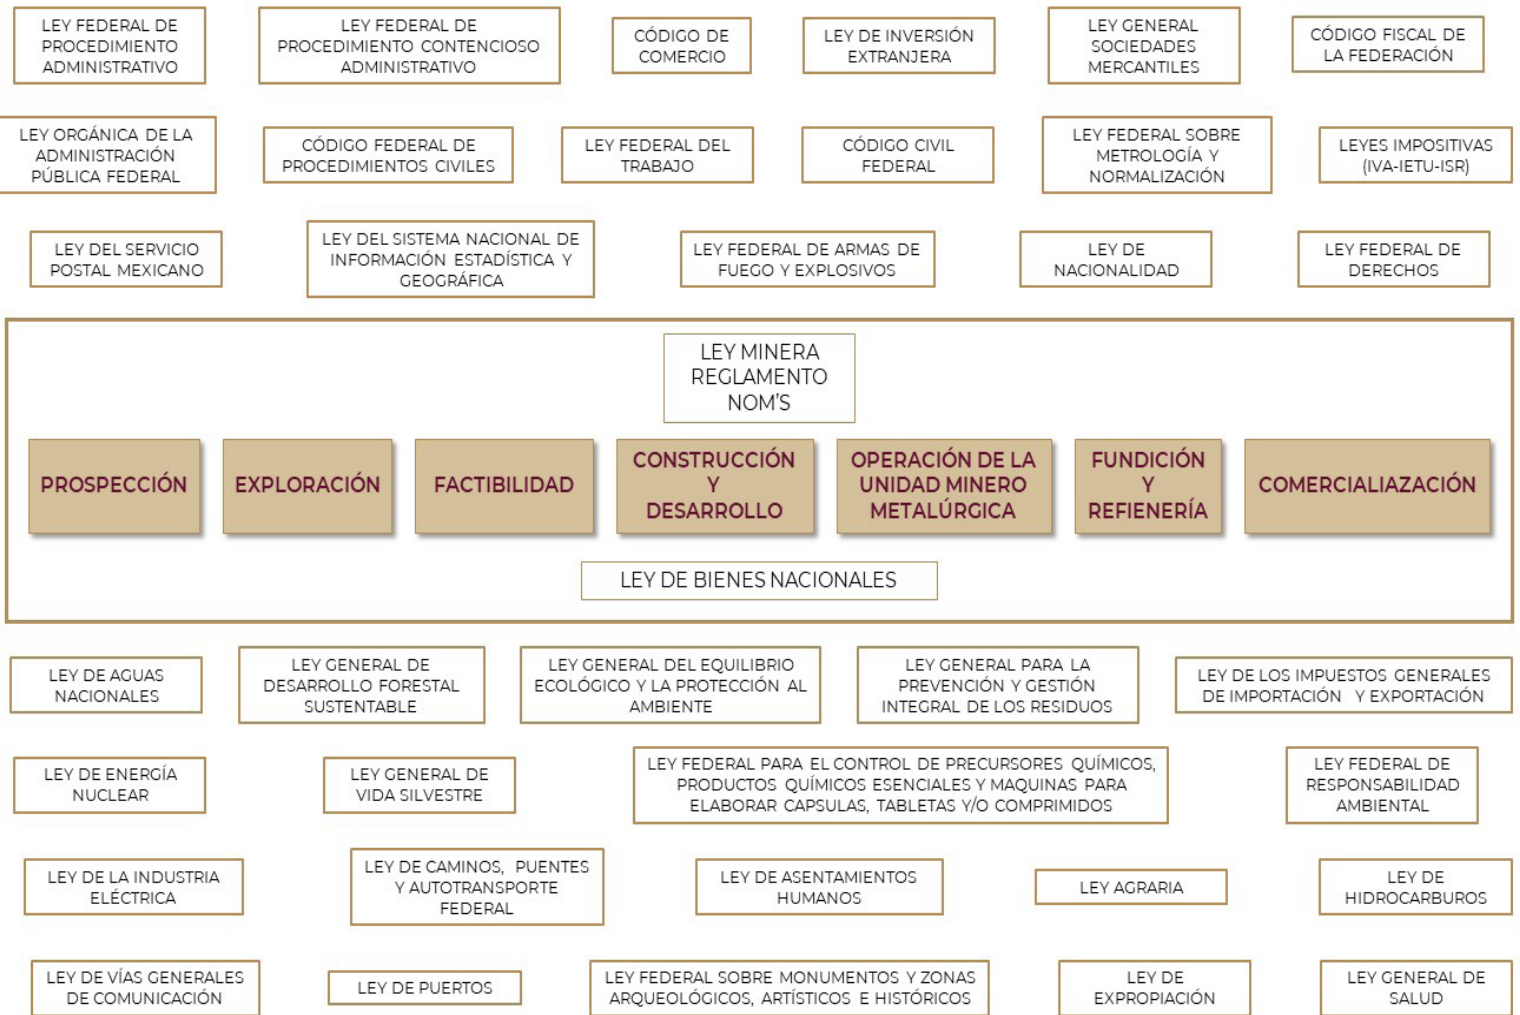 LEY FEDERAL DE
PROCEDIMIENTO
ADMINISTRATIVO
LEY FEDERAL DE
PROCEDIMIENTO CONTENCIOSO
ADMINISTRATIVO
CÓDIGO DE
COMERCIO
LEY DE INVERSIÓN
EXTRANJERA
LEY GENERAL
SOCIEDADES
MERCANTILES
CÓDIGO FISCAL DE
LA FEDERACIÓN
LEY ORGÁNICA DE LA
ADMINISTRACIÓN
PÚBLICA FEDERAL
CÓDIGO FEDERAL DE
PROCEDIMIENTOS CIVILES
LEY FEDERAL DEL
TRABAJO
CÓDIGO CIVIL
FEDERAL
LEY FEDERAL SOBRE
METROLOGÍA Y
NORMALIZACIÓN
LEYES IMPOSITIVAS
(IVA-IETU-ISR)
LEY DEL SERVICIO
POSTAL MEXICANO
LEY DEL SISTEMA NACIONAL DE
INFORMACIÓN ESTADÍSTICA Y
GEOGRÁFICA
LEY FEDERAL DE ARMAS DE
FUEGO Y EXPLOSIVOS
LEY DE
NACIONALIDAD
LEY FEDERAL DE
DERECHOS
LEY MINERA
REGLAMENTO
NOM'S
PROSPECCIÓN
EXPLORACIÓN
FACTIBILIDAD
CONSTRUCCIÓN
Y
DESARROLLO
OPERACIÓN DE LA
UNIDAD MINERO
METALÚRGICA
FUNDICIÓN
Y
REFIENERÍA
COMERCIALIAZACIÓN
LEY DE BIENES NACIONALES
LEY DE AGUAS
NACIONALES
LEY GENERAL DE
DESARROLLO FORESTAL
SUSTENTABLE
LEY GENERAL DEL EQUILIBRIO
ECOLÓGICO Y LA PROTECCIÓN AL
AMBIENTE
LEY GENERAL PARA LA
PREVENCIÓN Y GESTIÓN
INTEGRAL DE LOS RESIDUOS
LEY DE LOS IMPUESTOS GENERALES
DE IMPORTACIÓN Y EXPORTACIÓN
LEY DE ENERGÍA
NUCLEAR
LEY GENERAL DE
VIDA SILVESTRE
LEY FEDERAL PARA EL CONTROL DE PRECURSORES QUÍMICOS,
PRODUCTOS QUÍMICOS ESENCIALES Y MAQUINAS PARA
ELABORAR CAPSULAS, TABLETAS Y/O COMPRIMIDOS
LEY FEDERAL DE
RESPONSABILIDAD
AMBIENTAL
LEY DE LA INDUSTRIA
ELÉCTRICA
LEY DE CAMINOS, PUENTES
Y AUTOTRANSPORTE
FEDERAL
LEY DE ASENTAMIENTOS
HUMANOS
LEY AGRARIA
LEY DE
HIDROCARBUROS
LEY DE VÍAS GENERALES
DE COMUNICACIÓN
LEY DE PUERTOS
LEY FEDERAL SOBRE MONUMENTOS Y ZONAS
ARQUEOLÓGICOS, ARTÍSTICOS E HISTÓRICOS
LEY DE
EXPROPIACIÓN
LEY GENERAL DE
SALUD